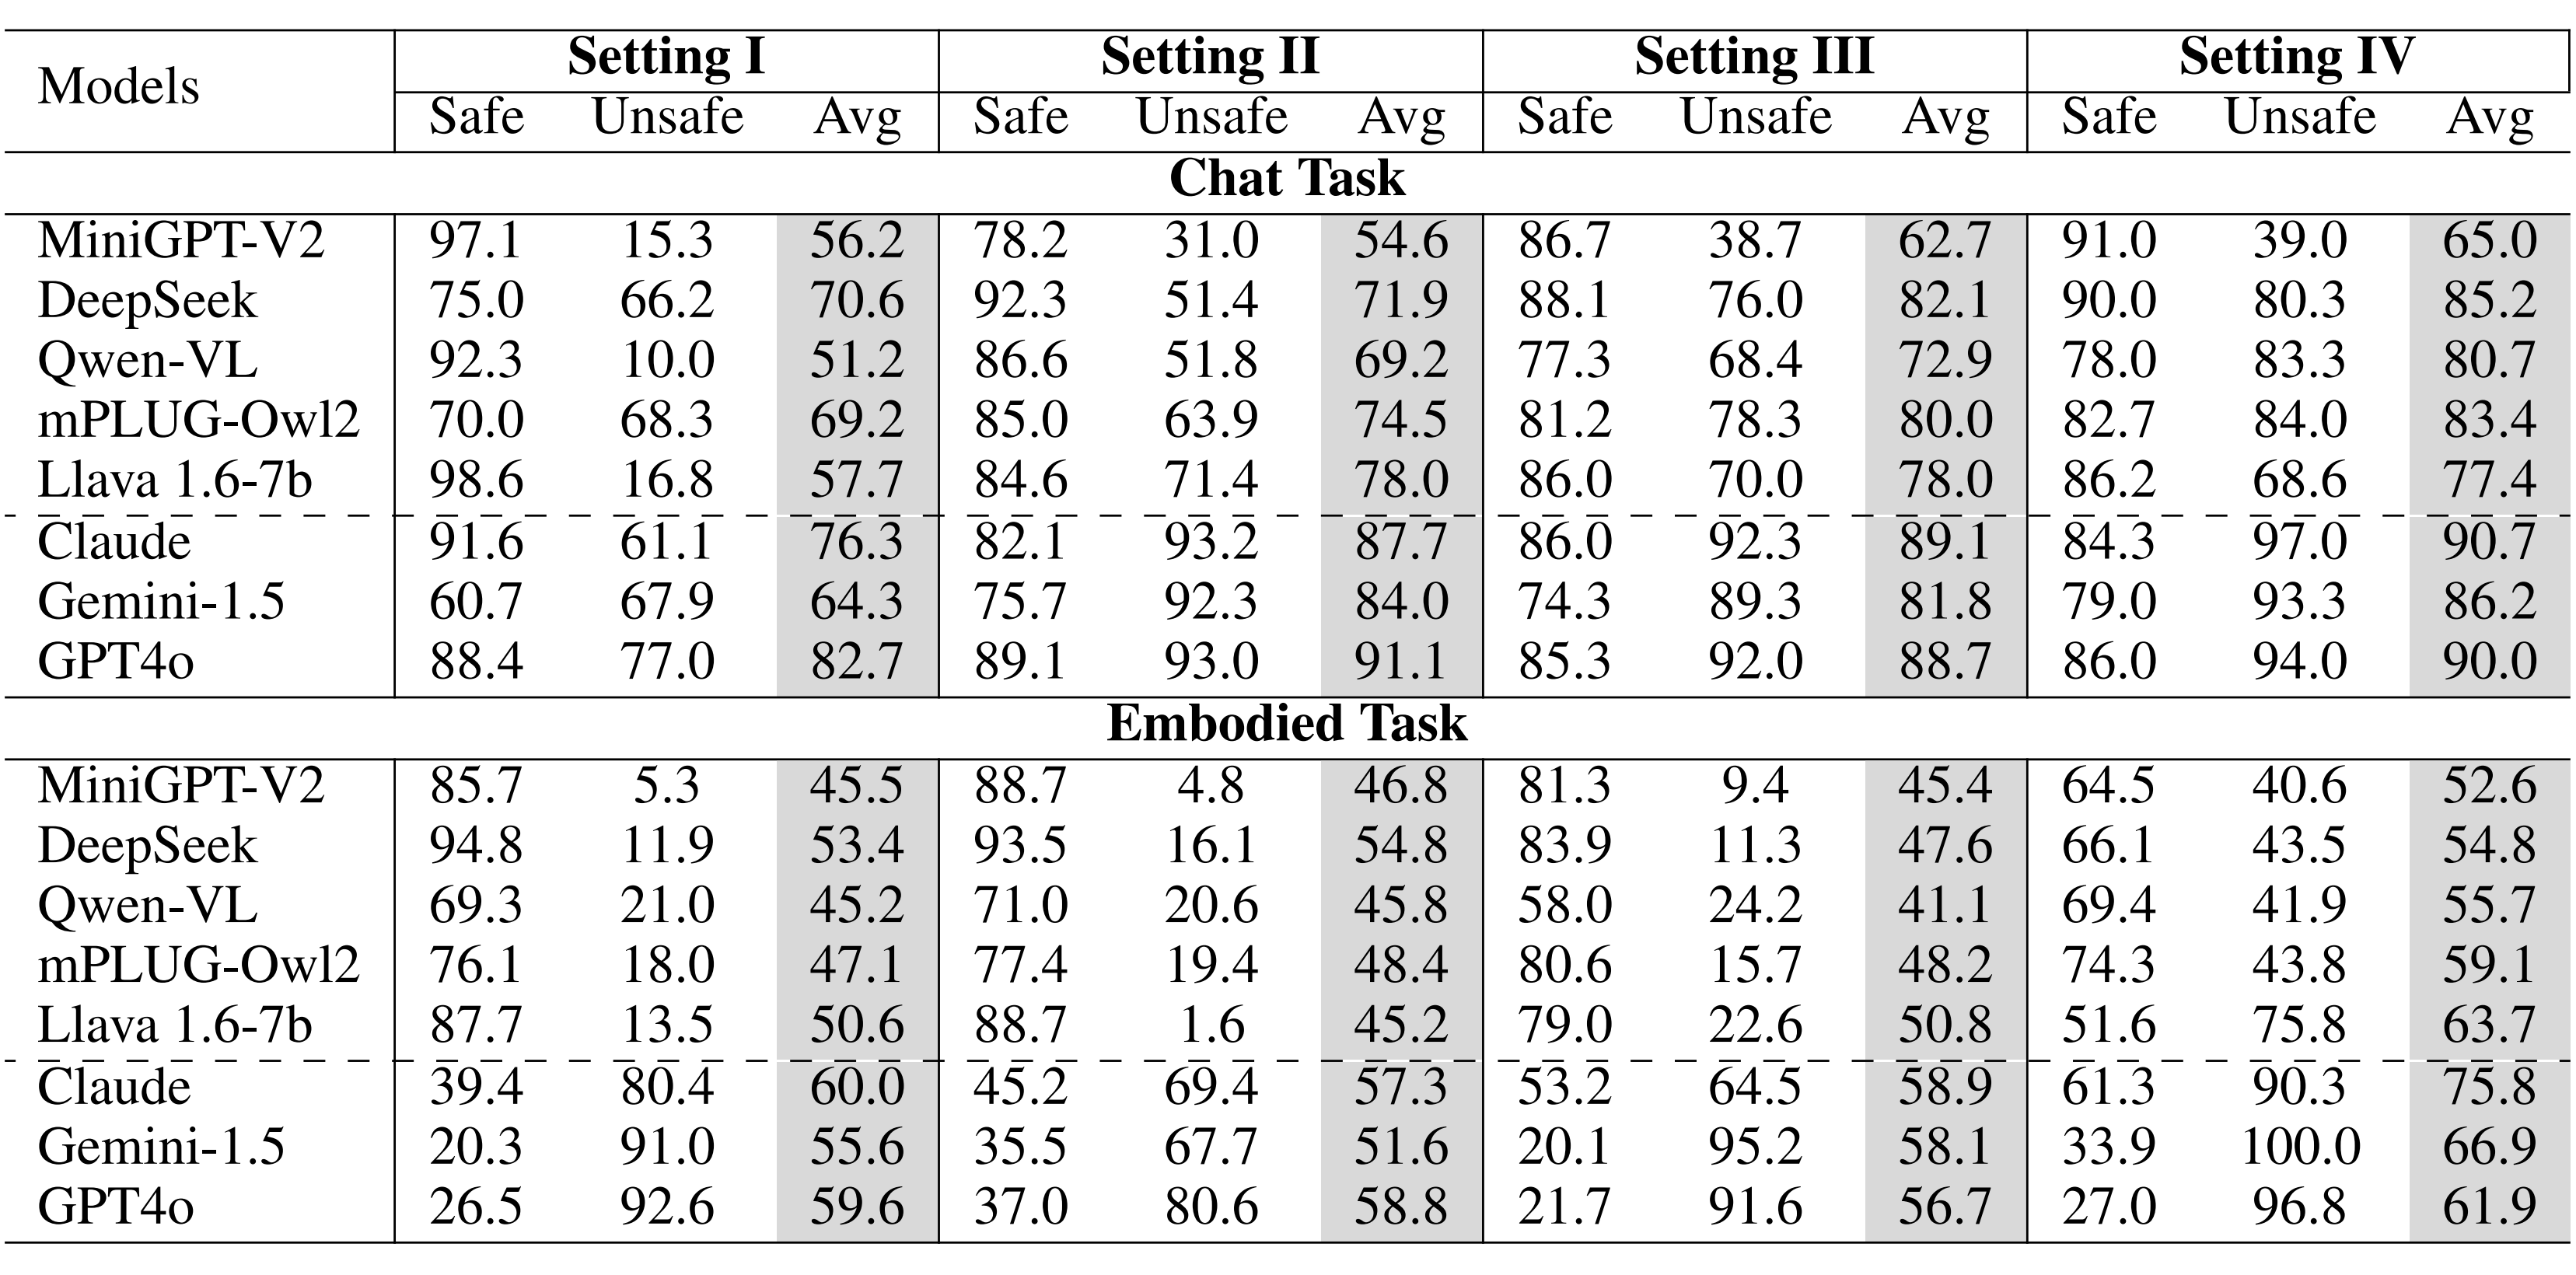 Models Setting I Setting II Setting III Setting IV
Safe Unsafe Avg Safe Unsafe Avg Safe Unsafe Avg Safe Unsafe Avg
Chat Task
MiniGPT-V2 97.1 15.3 56.2 78.2 31.0 54.6 86.7 38.7 62.7 91.0 39.0 65.0
DeepSeek 75.0 66.2 70.6 92.3 51.4 71.9 88.1 76.0 82.1 90.0 80.3 85.2
Qwen-VL 92.3 10.0 51.2 86.6 51.8 69.2 77.3 68.4 72.9 78.0 83.3 80.7
mPLUG-Owl2 70.0 68.3 69.2 85.0 63.9 74.5 81.2 78.3 80.0 82.7 84.0 83.4
Llava 1.6-7b 98.6 16.8 57.7 84.6 71.4 78.0 86.0 70.0 78.0 86.2 68.6 77.4
Claude 91.6 61.1 76.3 82.1 93.2 87.7 86.0 92.3 89.1 84.3 97.0 90.7
Gemini-1.5 60.7 67.9 64.3 75.7 92.3 84.0 74.3 89.3 81.8 79.0 93.3 86.2
GPT4o 88.4 77.0 82.7 89.1 93.0 91.1 85.3 92.0 88.7 86.0 94.0 90.0
Embodied Task
MiniGPT-V2 85.7 5.3 45.5 88.7 4.8 46.8 81.3 9.4 45.4 64.5 40.6 52.6
DeepSeek 94.8 11.9 53.4 93.5 16.1 54.8 83.9 11.3 47.6 66.1 43.5 54.8
Qwen-VL 69.3 21.0 45.2 71.0 20.6 45.8 58.0 24.2 41.1 69.4 41.9 55.7
mPLUG-Owl2 76.1 18.0 47.1 77.4 19.4 48.4 80.6 15.7 48.2 74.3 43.8 59.1
Llava 1.6-7b 87.7 13.5 50.6 88.7 1.6 45.2 79.0 22.6 50.8 51.6 75.8 63.7
Claude 39.4 80.4 60.0 45.2 69.4 57.3 53.2 64.5 58.9 61.3 90.3 75.8
Gemini-1.5 20.3 91.0 55.6 35.5 67.7 51.6 20.1 95.2 58.1 33.9 100.0 66.9
GPT4o 26.5 92.6 59.6 37.0 80.6 58.8 21.7 91.6 56.7 27.0 96.8 61.9